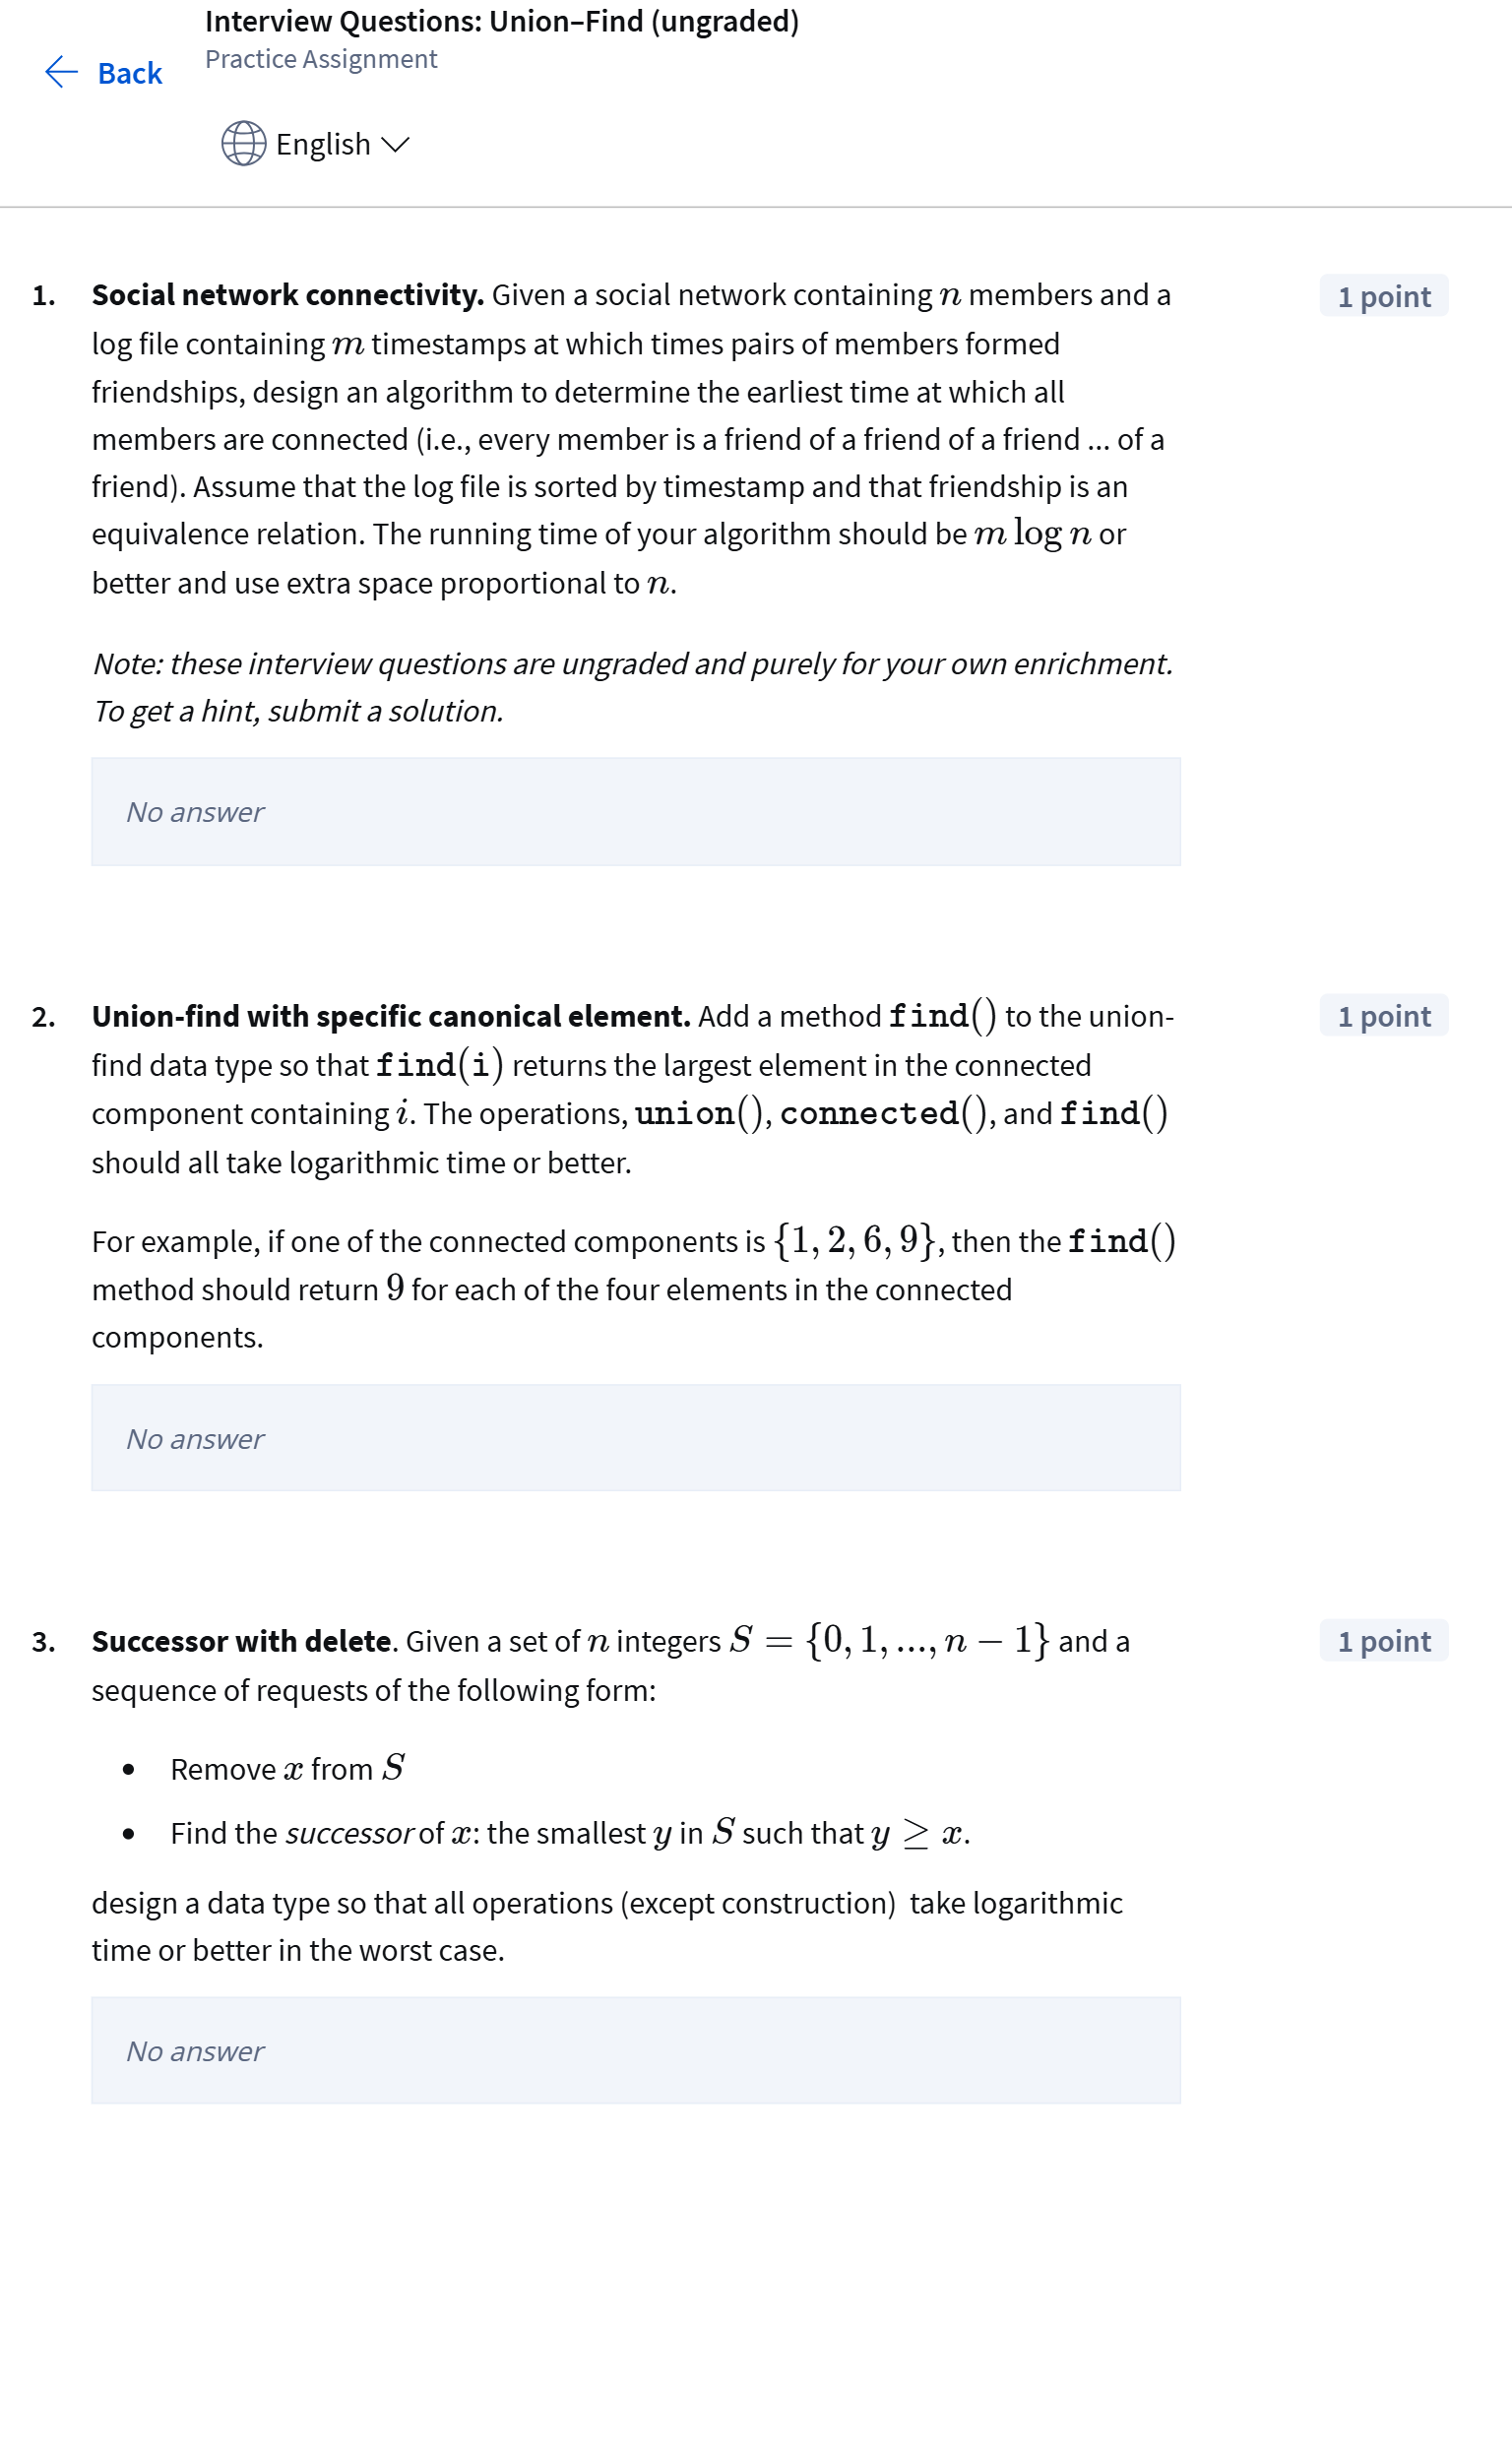 Interview Questions: Union–Find (ungraded)
Practice Assignment
Back
English
1. Social network connectivity. Given a social network containing n members and a
1 point
log file containing m timestamps at which times pairs of members formed
friendships, design an algorithm to determine the earliest time at which all
members are connected (i.e., every member is a friend of a friend of a friend ... of a
friend). Assume that the log file is sorted by timestamp and that friendship is an
equivalence relation. The running time of your algorithm should be m log n or
better and use extra space proportional to n.
Note: these interview questions are ungraded and purely for your own enrichment.
To get a hint, submit a solution.
No answer
2. Union-find with specific canonical element. Add a method find() to the union-
1 point
find data type so that find(i) returns the largest element in the connected
component containing i. The operations, union(), connected(), and find()
should all take logarithmic time or better.
For example, if one of the connected components is {1, 2, 6, 9}, then the find()
method should return 9 for each of the four elements in the connected
components.
No answer
3. Successor with delete. Given a set of n integers S = {0, 1, ..., n − 1} and a
1 point
sequence of requests of the following form:
• Remove x from S
• Find the successor of x: the smallest y in S such that y ≥ x.
design a data type so that all operations (except construction) take logarithmic
time or better in the worst case.
No answer